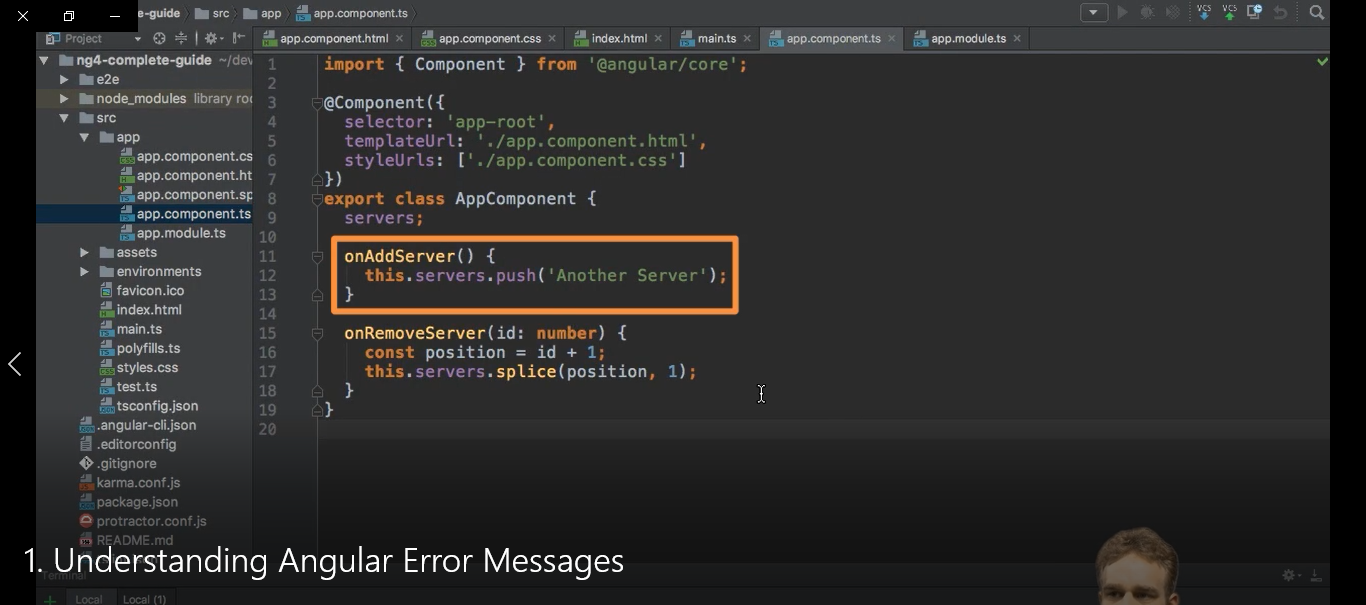 e-guide src app app.component.ts
Project
app.component.html app.component.css index.html main.ts app.component.ts app.module.ts
VCS VCS
ng4-complete-guide ~/dev
e2e
node_modules library roo
src
app
app.component.cs
app.component.ht
app.component.sp
app.component.ts
app.module.ts
assets
environments
favicon.ico
index.html
main.ts
polyfills.ts
styles.css
test.ts
tsconfig.json
.angular-cli.json
.editorconfig
.gitignore
karma.conf.js
package.json
protractor.conf.js
README.md
1 import { Component } from '@angular/core';
2
3 @Component({
4 selector: 'app-root',
5 templateUrl: './app.component.html',
6 styleUrls: ['./app.component.css']
7 })
8 export class AppComponent {
9 servers;
10
11 onAddServer() {
12 this.servers.push('Another Server');
13 }
14
15 onRemoveServer(id: number) {
16 const position = id + 1;
17 this.servers.splice(position, 1);
18 }
19 }
20
1. Understanding Angular Error Messages
Terminal
Local Local (1)